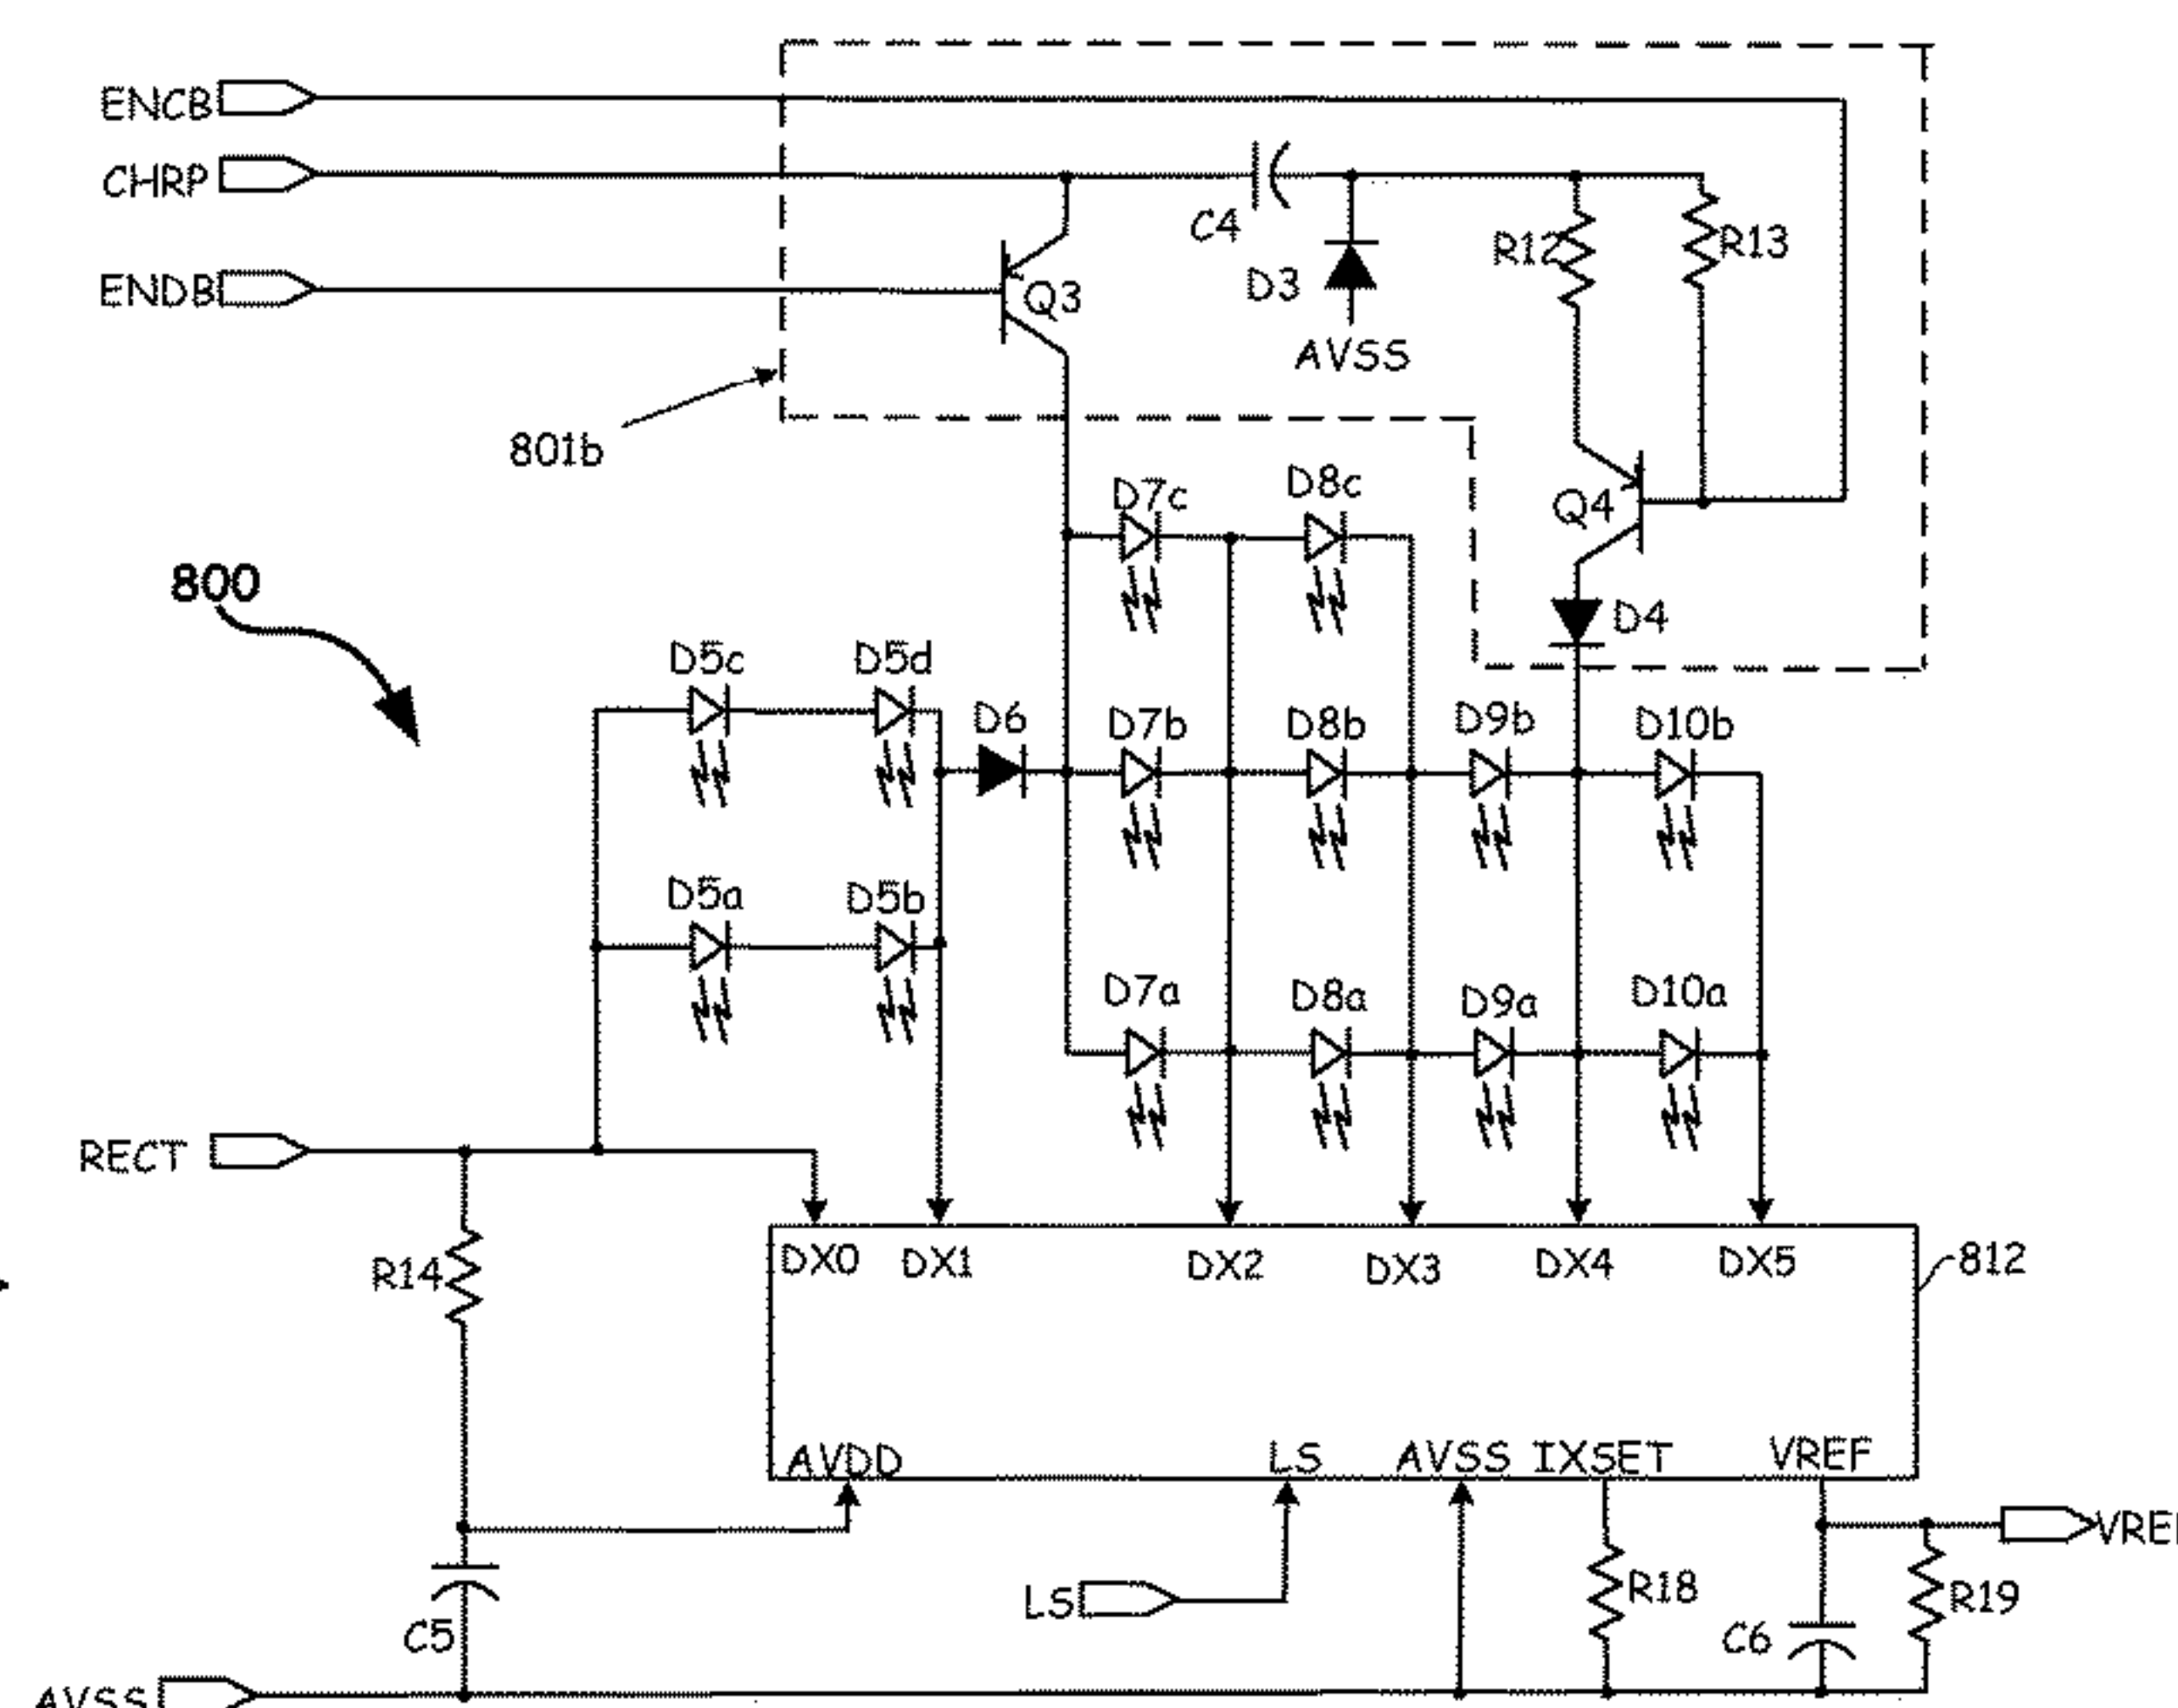 ENCB
CHRP
C4
R12
R13
ENDB
Q3
D3
AVSS
801b
D7c
D8c
Q4
800
D4
D5c
D5d
D6
D7b
D8b
D9b
D10b
D5a
D5b
D7a
D8a
D9a
D10a
RECT
R14
DX0
DX1
DX2
DX3
DX4
DX5
812
AVDD
LS
AVSS
IXSET
VREF
VREF
LS
R18
R19
C5
C6
AVSS